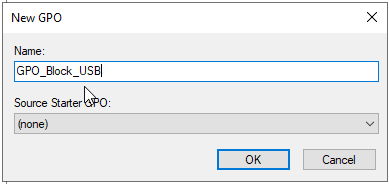 New GPO
Name:
GPO_Block_USB
Source Starter GPO:
(none)
OK
Cancel